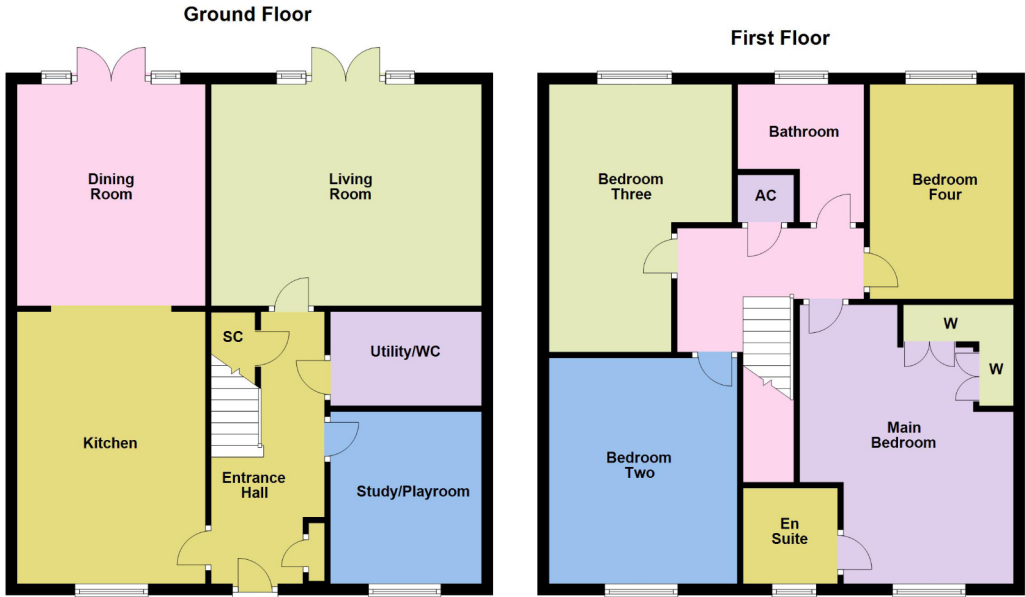 Ground Floor
Dining
Room
Living
Room
SC
Utility/WC
Kitchen
Entrance
Hall
Study/Playroom
First Floor
Bedroom
Three
Bathroom
AC
Bedroom
Four
W
W
Main
Bedroom
Bedroom
Two
En
Suite